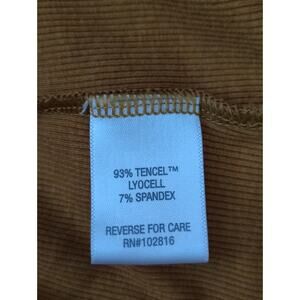 93% TENCEL™
LYOCELL
7% SPANDEX
REVERSE FOR CARE
RN#102816